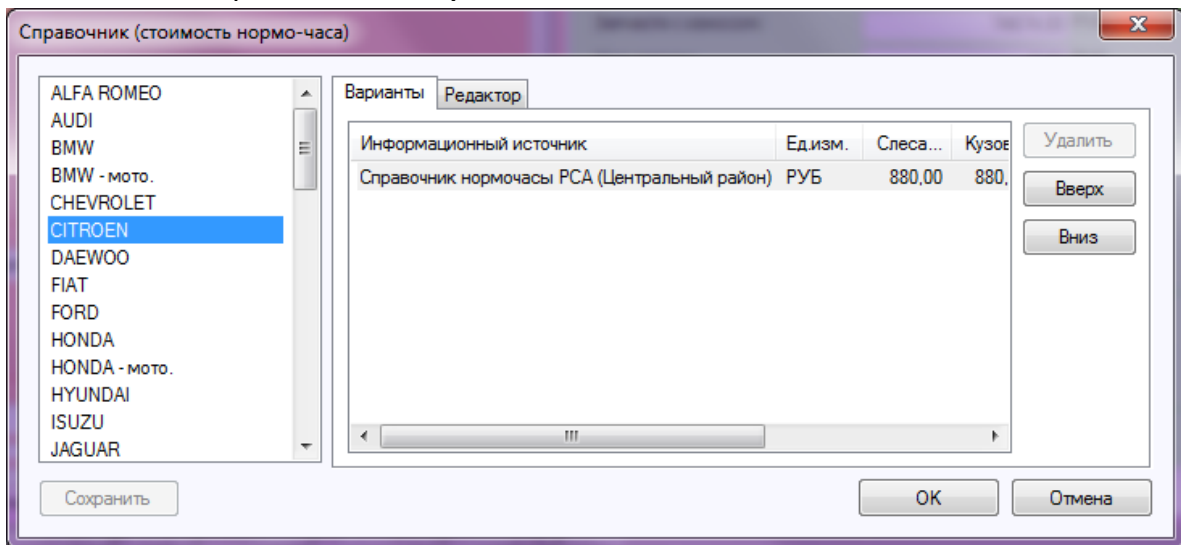 Справочник (стоимость нормо-часа)
ALFA ROMEO
AUDI
BMW
BMW - мото.
CHEVROLET
CITROEN
DAEWOO
FIAT
FORD
HONDA
HONDA - мото.
HYUNDAI
ISUZU
JAGUAR
Варианты Редактор
Информационный источник Ед.изм. Слеса... Кузов
Справочник нормочасы РСА (Центральный район) РУБ 880,00 880,
Удалить
Вверх
Вниз
Сохранить
OK
Отмена